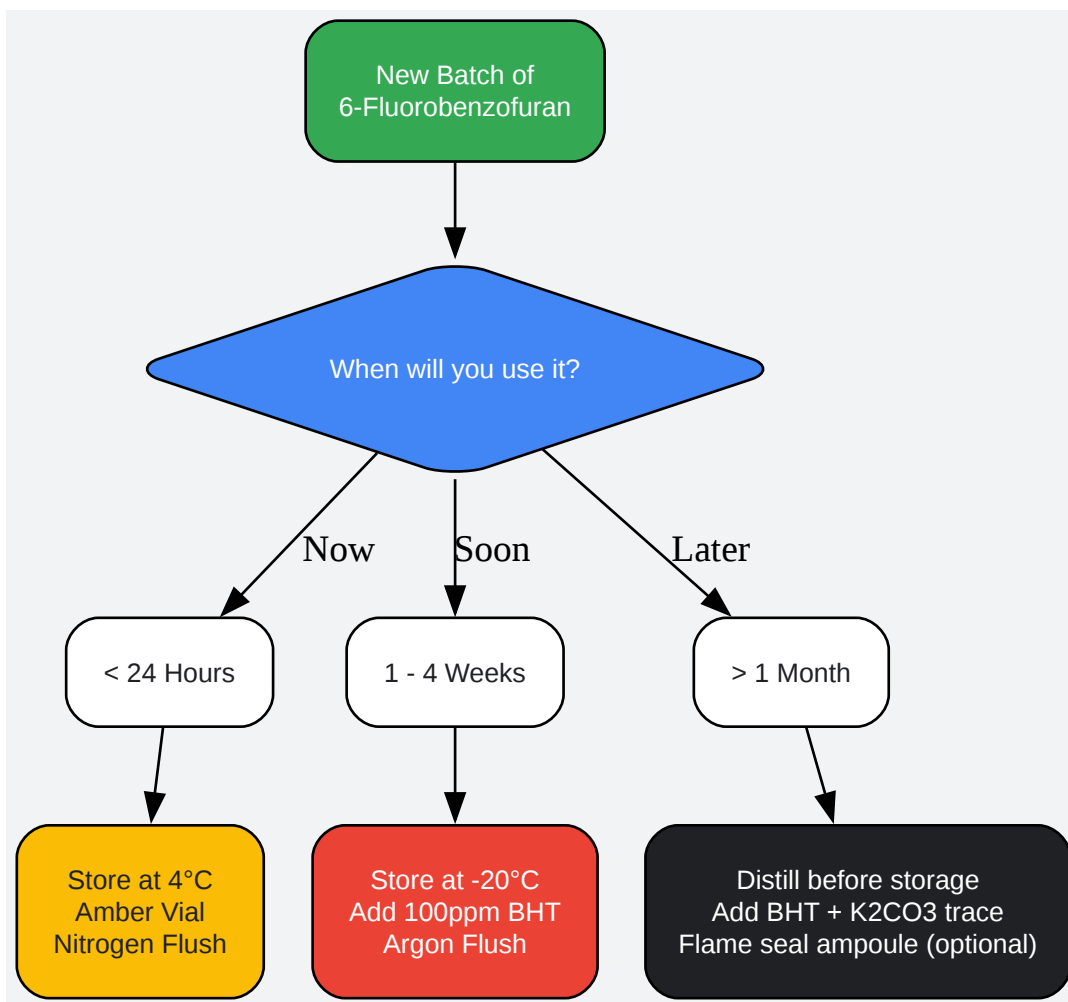 New Batch of
6-Fluorobenzofuran
When will you use it?
Now
Soon
Later
< 24 Hours
1 - 4 Weeks
> 1 Month
Store at 4°C
Amber Vial
Nitrogen Flush
Store at -20°C
Add 100ppm BHT
Argon Flush
Distill before storage
Add BHT + K2CO3 trace
Flame seal ampoule (optional)